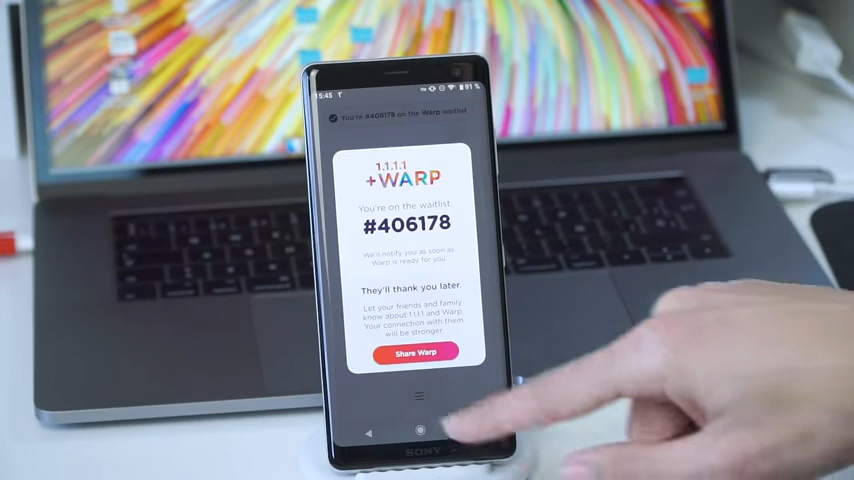 15:45
91 %
You're #406178 on the Warp waitlist.
1.1.1.1
+WARP
You're on the waitlist.
#406178
We'll notify you as soon as
Warp is ready for you.
They'll thank you later.
Let your friends and family
know about 1.1.1.1 and Warp.
Your connection with them
will be stronger.
Share Warp
SONY